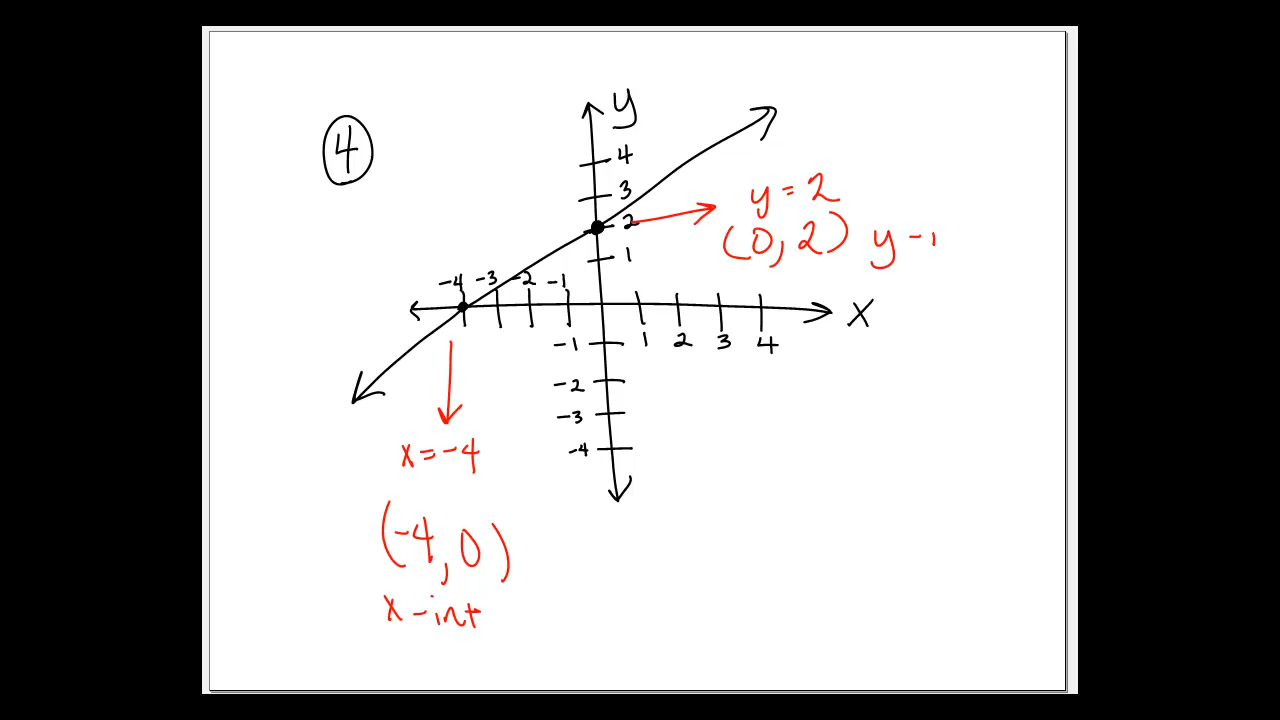 4
y
4
3
2
1
y = 2
(0, 2) y - ı
-4 -3 -2 -1
x
1 2 3 4
-1
-2
-3
-4
x = -4
(-4, 0)
x - int